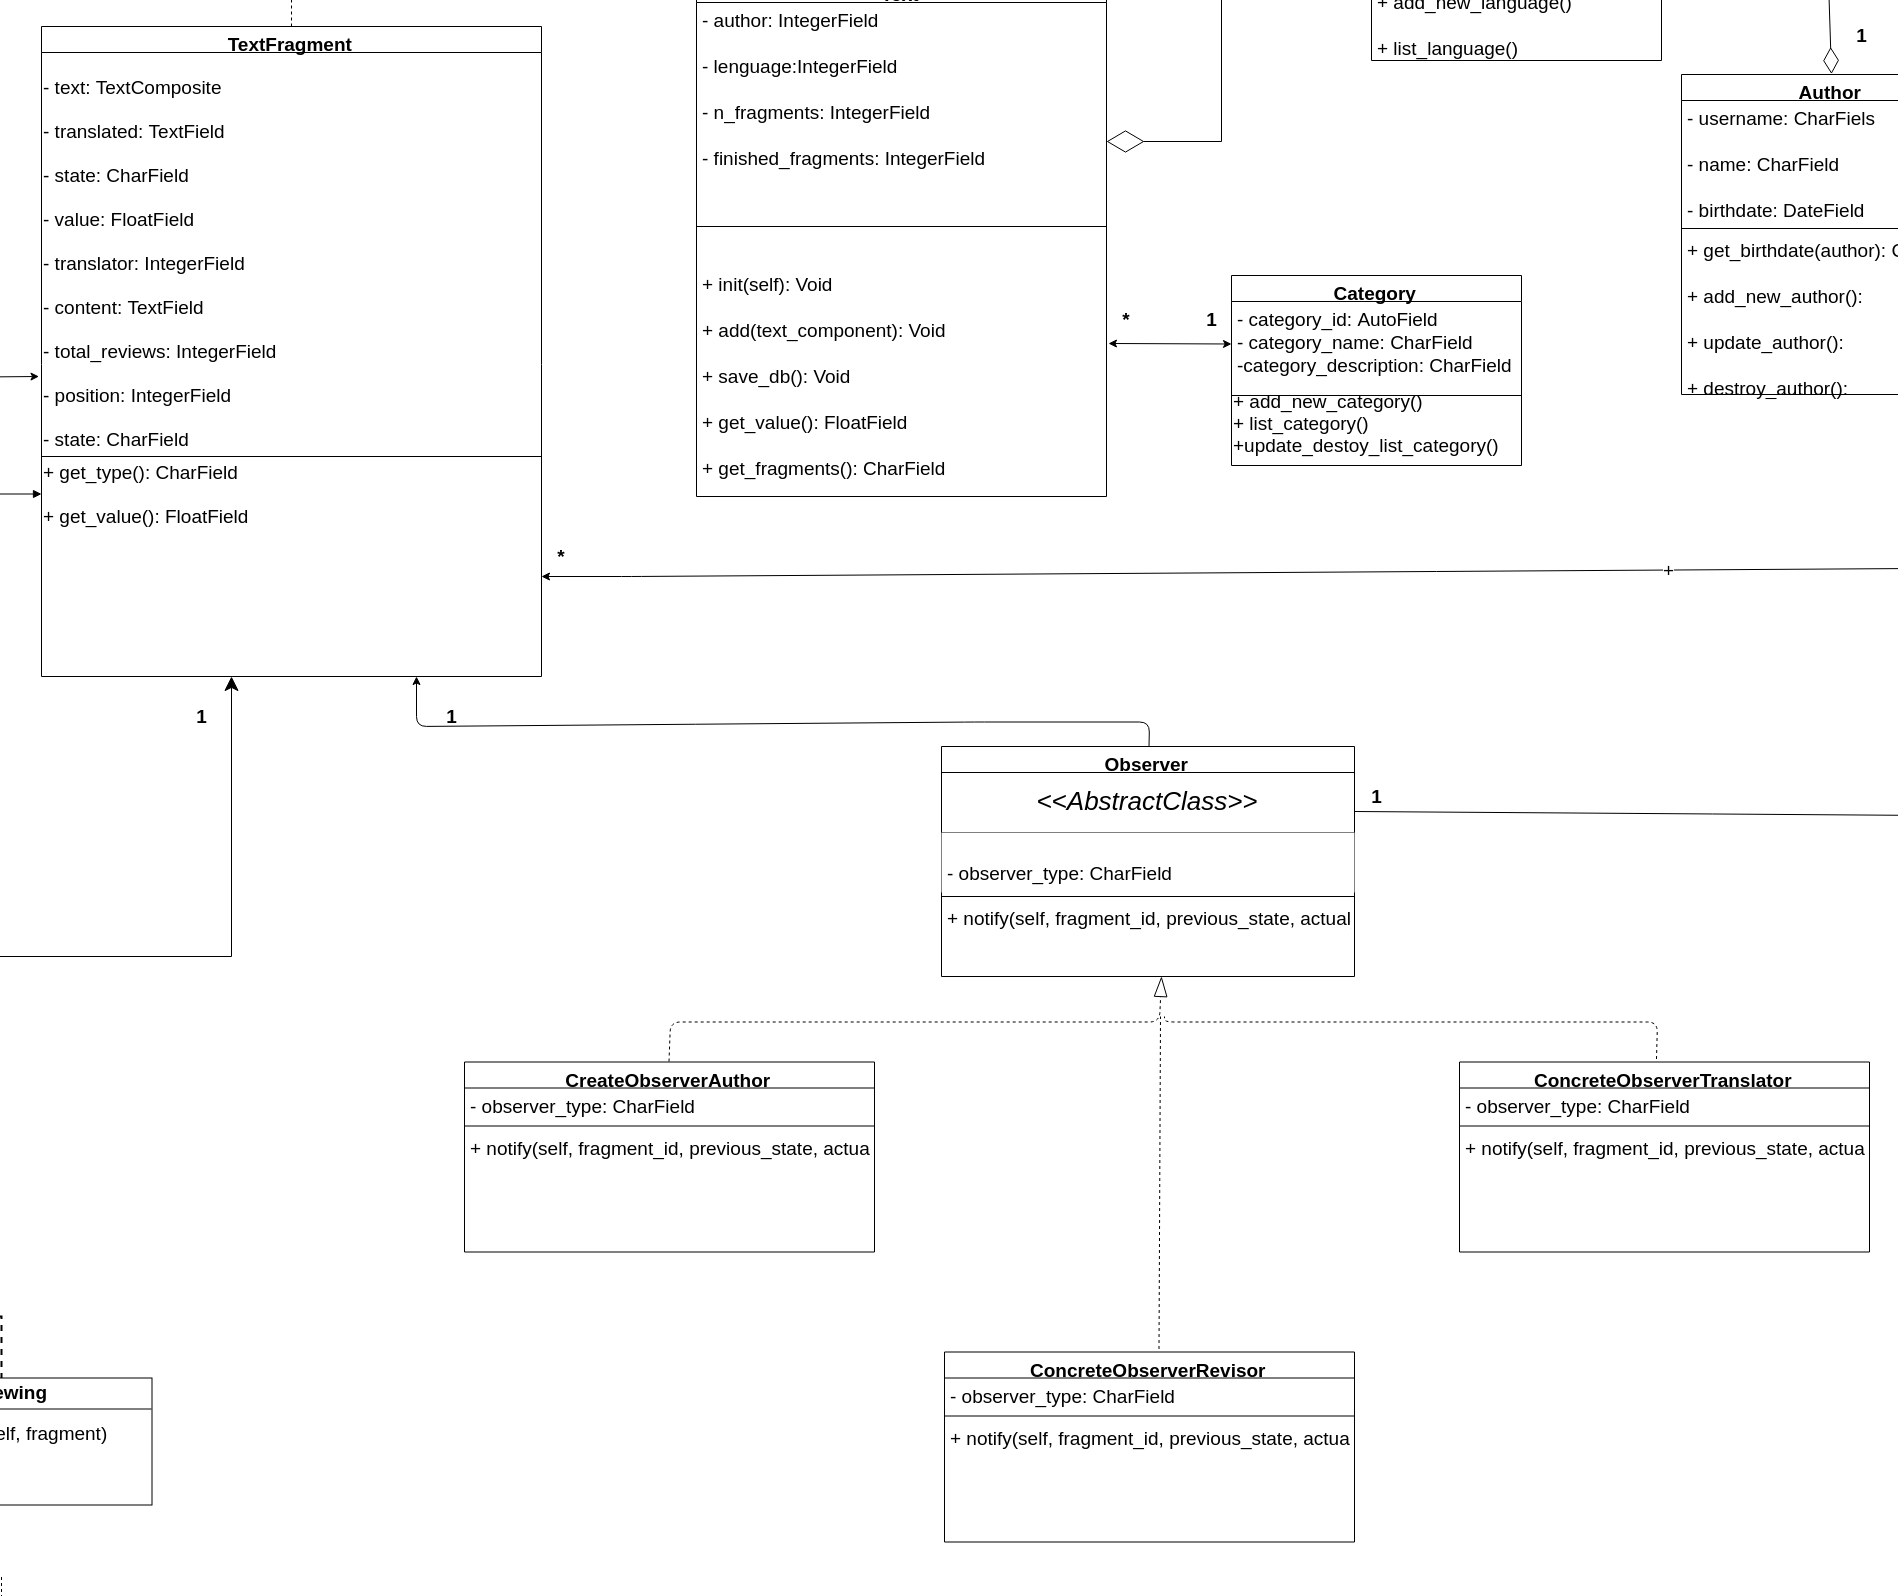 TextFragment
- text: TextComposite
- translated: TextField
- state: CharField
- value: FloatField
- translator: IntegerField
- content: TextField
- total_reviews: IntegerField
- position: IntegerField
- state: CharField
+ get_type(): CharField
+ get_value(): FloatField
- author: IntegerField
- lenguage:IntegerField
- n_fragments: IntegerField
- finished_fragments: IntegerField
+ init(self): Void
+ add(text_component): Void
+ save_db(): Void
+ get_value(): FloatField
+ get_fragments(): CharField
+ add_new_language()
+ list_language()
1
Author
- username: CharFiels
- name: CharField
- birthdate: DateField
+ get_birthdate(author): C
+ add_new_author():
+ update_author():
+ destroy_author():
* 1
Category
- category_id: AutoField
- category_name: CharField
-category_description: CharField
+ add_new_category()
+ list_category()
+update_destoy_list_category()
*
+
1
1
Observer
<<AbstractClass>>
- observer_type: CharField
+ notify(self, fragment_id, previous_state, actual
1
CreateObserverAuthor
- observer_type: CharField
+ notify(self, fragment_id, previous_state, actua
ConcreteObserverTranslator
- observer_type: CharField
+ notify(self, fragment_id, previous_state, actua
ConcreteObserverRevisor
- observer_type: CharField
+ notify(self, fragment_id, previous_state, actua
ewing
elf, fragment)